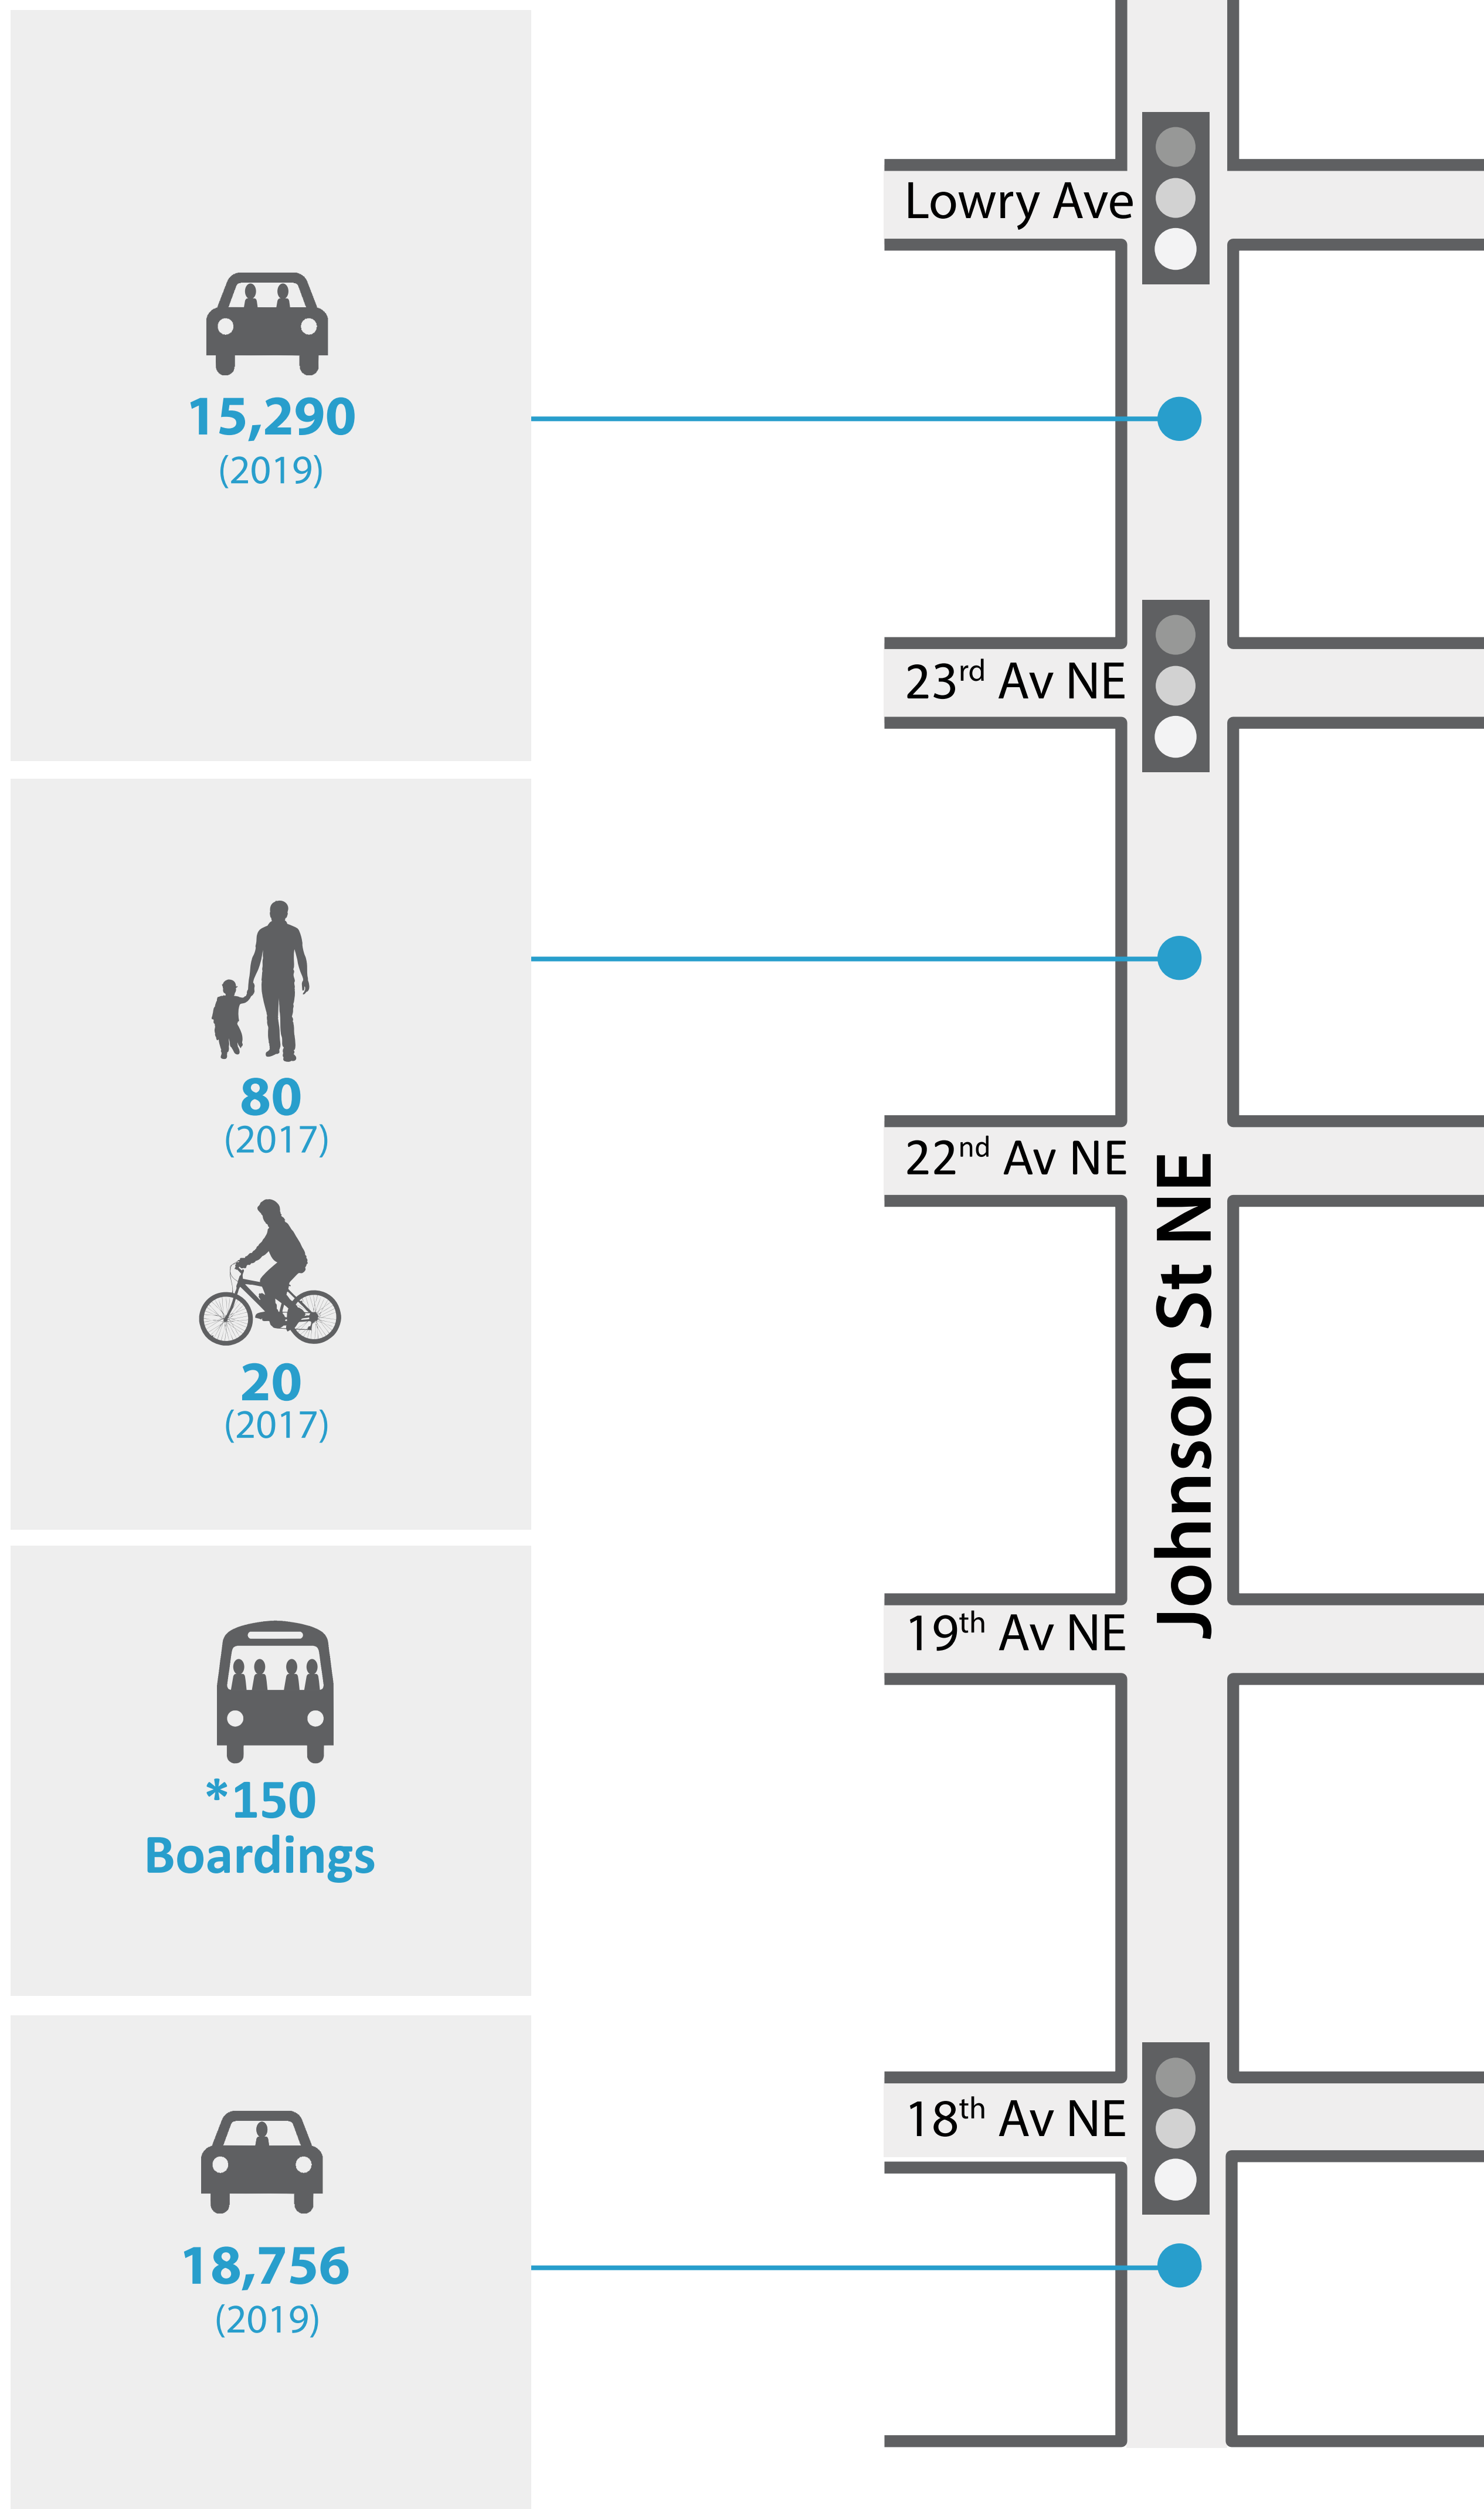 Lowry Ave
15,290
(2019)
23rd Av NE
80
(2017)
22nd Av NE
Johnson St NE
20
(2017)
19th Av NE
*150
Boardings
18th Av NE
18,756
(2019)